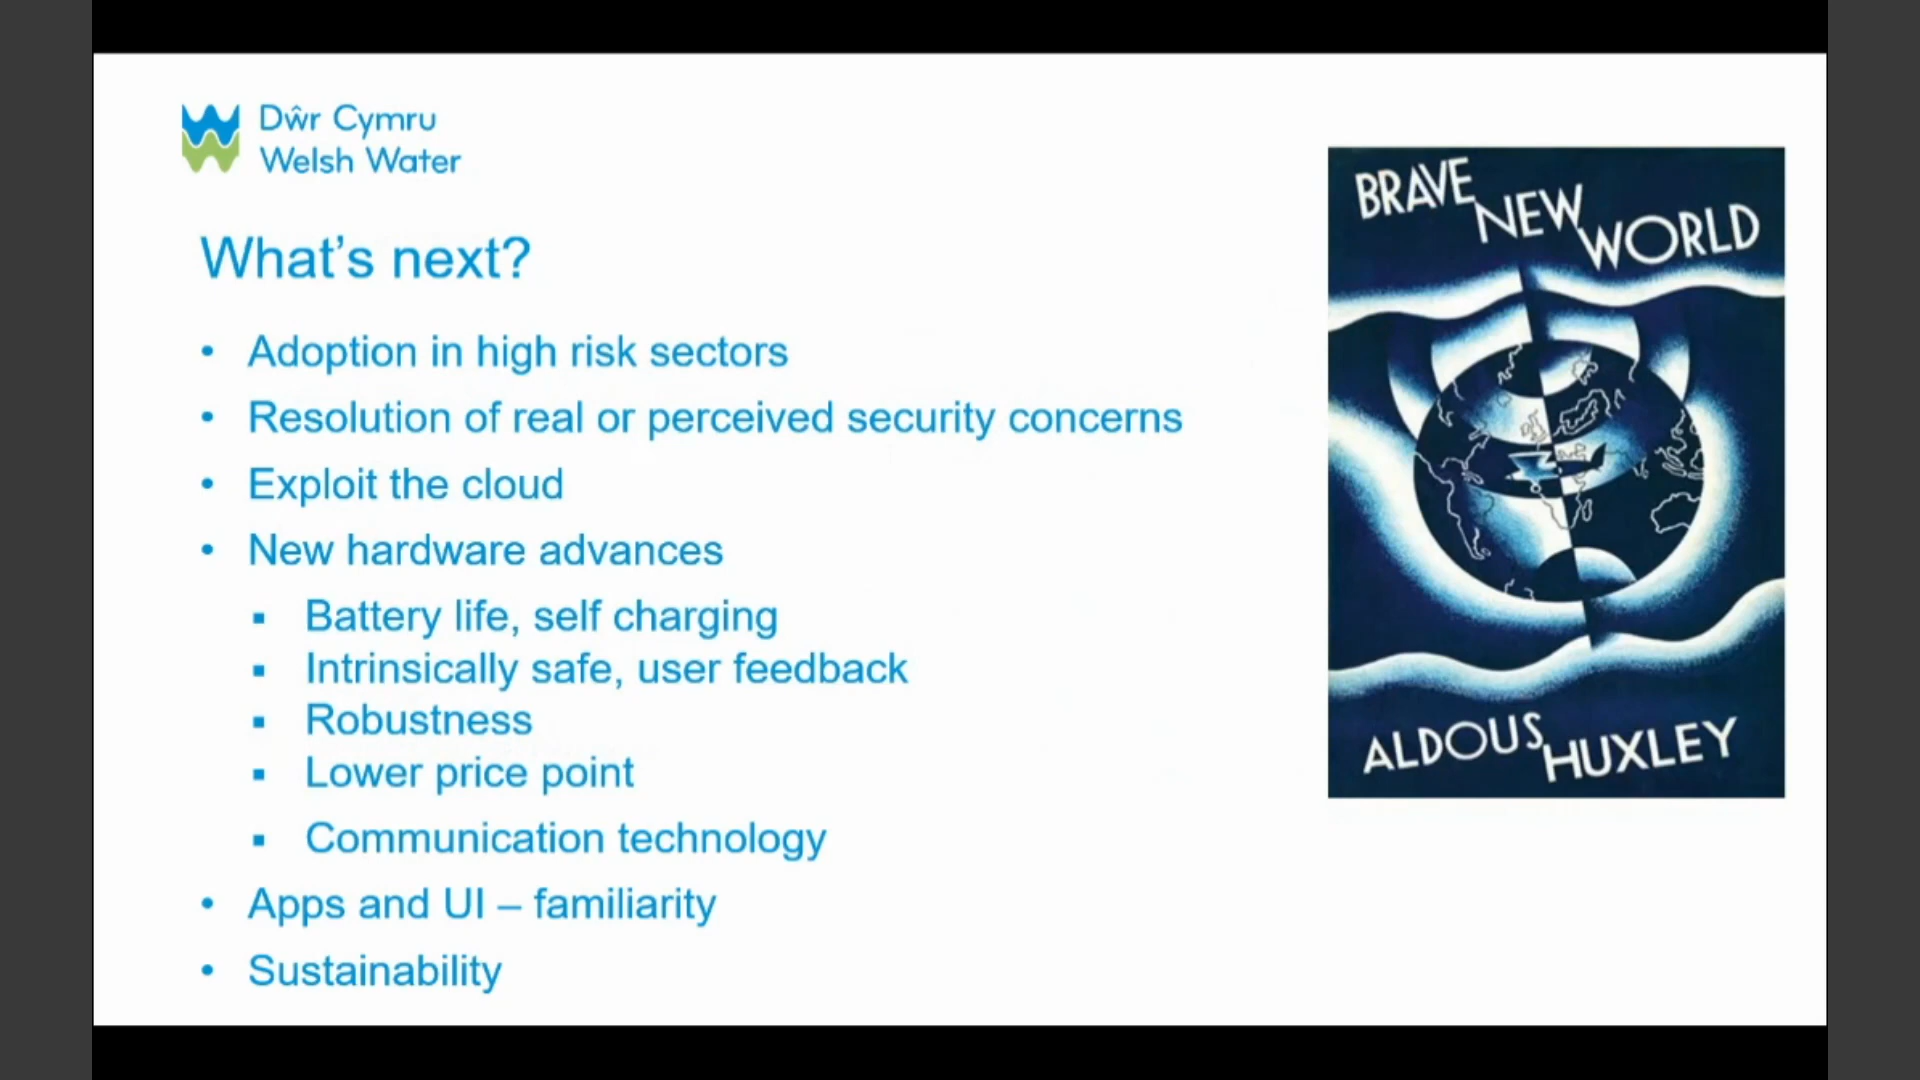 Dŵr Cymru
Welsh Water
What's next?
• Adoption in high risk sectors
• Resolution of real or perceived security concerns
• Exploit the cloud
• New hardware advances
▪ Battery life, self charging
▪ Intrinsically safe, user feedback
▪ Robustness
▪ Lower price point
▪ Communication technology
• Apps and UI – familiarity
• Sustainability
BRAVE NEW WORLD
ALDOUS HUXLEY